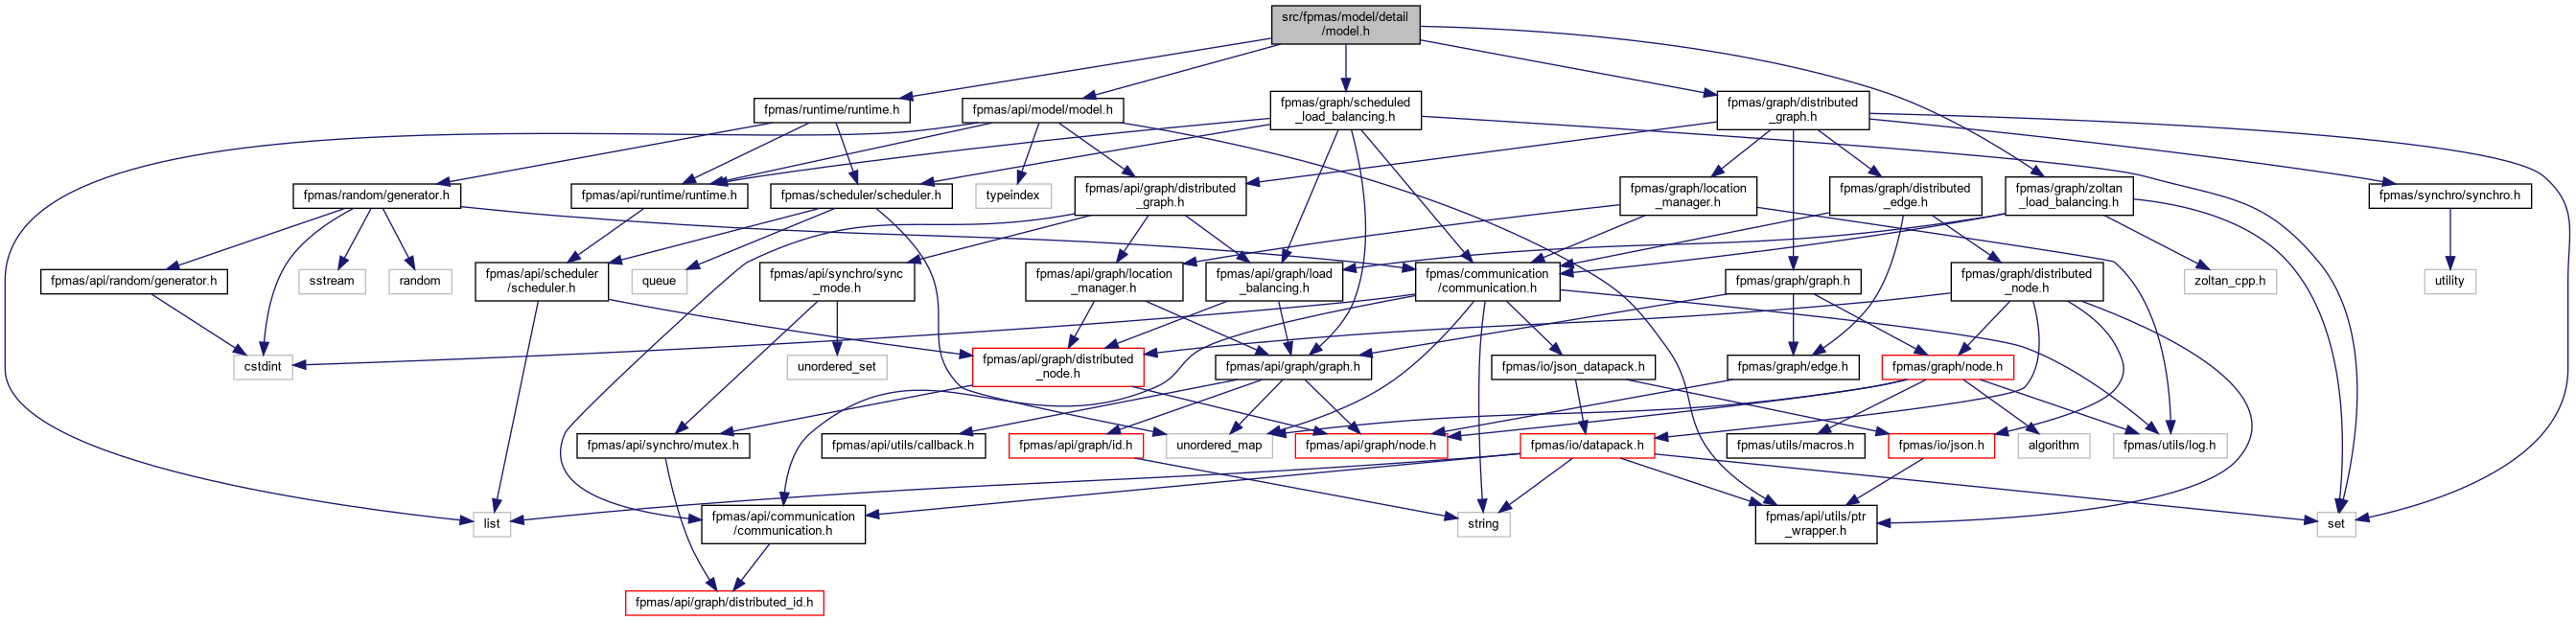 src/fpmas/model/detail
/model.h
fpmas/runtime/runtime.h
fpmas/api/model/model.h
fpmas/graph/scheduled
_load_balancing.h
fpmas/graph/distributed
_graph.h
fpmas/random/generator.h
fpmas/api/runtime/runtime.h
fpmas/scheduler/scheduler.h
typeindex
fpmas/api/graph/distributed
_graph.h
fpmas/graph/location
_manager.h
fpmas/graph/distributed
_edge.h
fpmas/graph/zoltan
_load_balancing.h
fpmas/synchro/synchro.h
fpmas/api/random/generator.h
sstream
random
fpmas/api/scheduler
/scheduler.h
queue
fpmas/api/synchro/sync
_mode.h
fpmas/api/graph/location
_manager.h
fpmas/api/graph/load
_balancing.h
fpmas/communication
/communication.h
fpmas/graph/graph.h
fpmas/graph/distributed
_node.h
zoltan_cpp.h
utility
cstdint
unordered_set
fpmas/api/graph/distributed
_node.h
fpmas/api/graph/graph.h
fpmas/io/json_datapack.h
fpmas/graph/edge.h
fpmas/graph/node.h
fpmas/api/synchro/mutex.h
fpmas/api/utils/callback.h
fpmas/api/graph/id.h
unordered_map
fpmas/api/graph/node.h
fpmas/io/datapack.h
fpmas/utils/macros.h
fpmas/io/json.h
algorithm
fpmas/utils/log.h
list
fpmas/api/communication
/communication.h
string
fpmas/api/utils/ptr
_wrapper.h
set
fpmas/api/graph/distributed_id.h